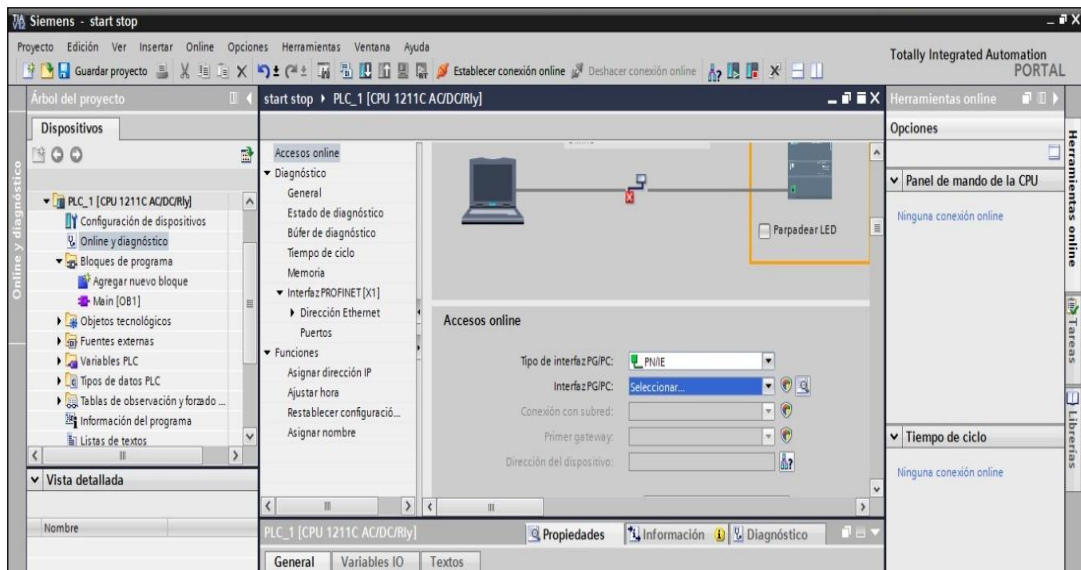 Siemens - start stop
Proyecto Edición Ver Insertar Online Opciones Herramientas Ventana Ayuda
Totally Integrated Automation
PORTAL
Guardar proyecto
Establecer conexión online
Deshacer conexión online
Árbol del proyecto
start stop PLC_1 [CPU 1211C AC/DC/Rly]
Herramientas online
Dispositivos
Opciones
Online y diagnóstico
PLC_1 [CPU 1211C AC/DC/Rly]
Configuración de dispositivos
Online y diagnóstico
Bloques de programa
Agregar nuevo bloque
Main [OB1]
Objetos tecnológicos
Fuentes externas
Variables PLC
Tipos de datos PLC
Tablas de observación y forzado ...
Información del programa
Listas de textos
Vista detallada
Nombre
Accesos online
Diagnóstico
General
Estado de diagnóstico
Búfer de diagnóstico
Tiempo de ciclo
Memoria
Interfaz PROFINET [X1]
Dirección Ethernet
Puertos
Funciones
Asignar dirección IP
Ajustar hora
Restablecer configuració...
Asignar nombre
Parpadear LED
Accesos online
Tipo de interfaz PG/PC: PN/IE
Interfaz PG/PC: Seleccionar...
Conexión con subred:
Primer gateway:
Dirección del dispositivo:
PLC_1 [CPU 1211C AC/DC/Rly]
Propiedades
Información
Diagnóstico
General
Variables IO
Textos
Panel de mando de la CPU
Ninguna conexión online
Tiempo de ciclo
Ninguna conexión online
Herramientas online
Tareas
Librerías